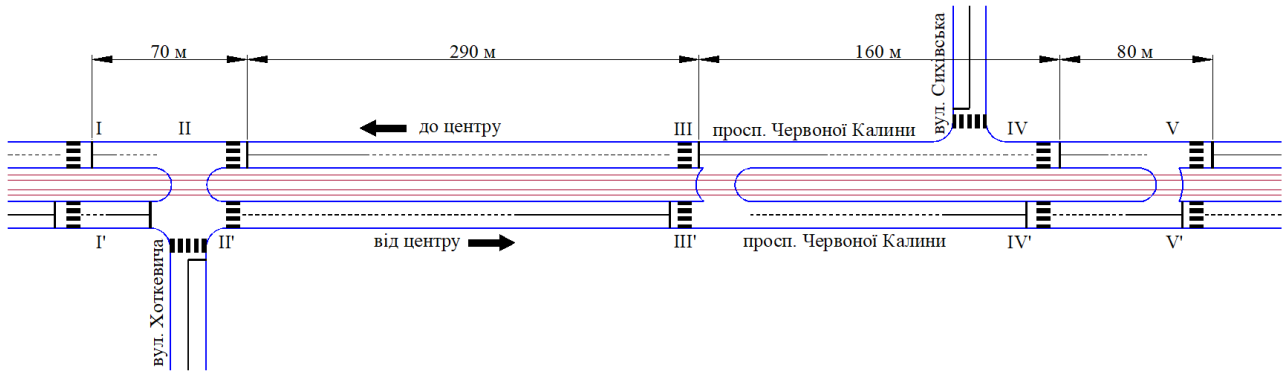 70 м
290 м
160 м
80 м
вул. Сихівська
I
II
до центру
III
просп. Червоної Калини
IV
V
I'
II'
від центру
III'
просп. Червоної Калини
IV'
V'
вул. Хоткевича